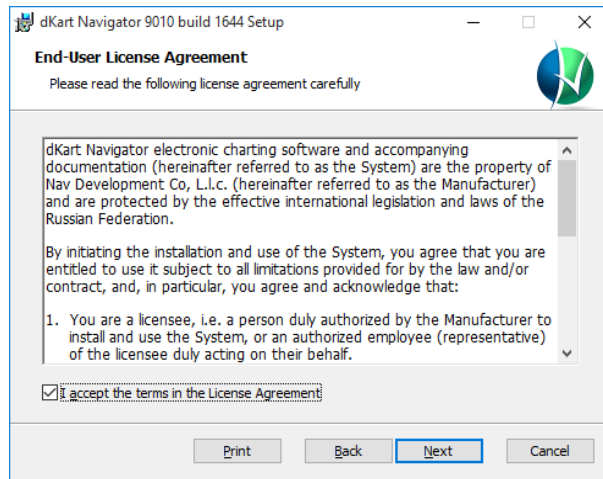 dKart Navigator 9010 build 1644 Setup
End-User License Agreement
Please read the following license agreement carefully
dKart Navigator electronic charting software and accompanying
documentation (hereinafter referred to as the System) are the property of
Nav Development Co, L.l.c. (hereinafter referred to as the Manufacturer)
and are protected by the effective international legislation and laws of the
Russian Federation.
By initiating the installation and use of the System, you agree that you are
entitled to use it subject to all limitations provided for by the law and/or
contract, and, in particular, you agree and acknowledge that:
1. You are a licensee, i.e. a person duly authorized by the Manufacturer to
install and use the System, or an authorized employee (representative)
of the licensee duly acting on their behalf.
I accept the terms in the License Agreement
Print Back Next Cancel